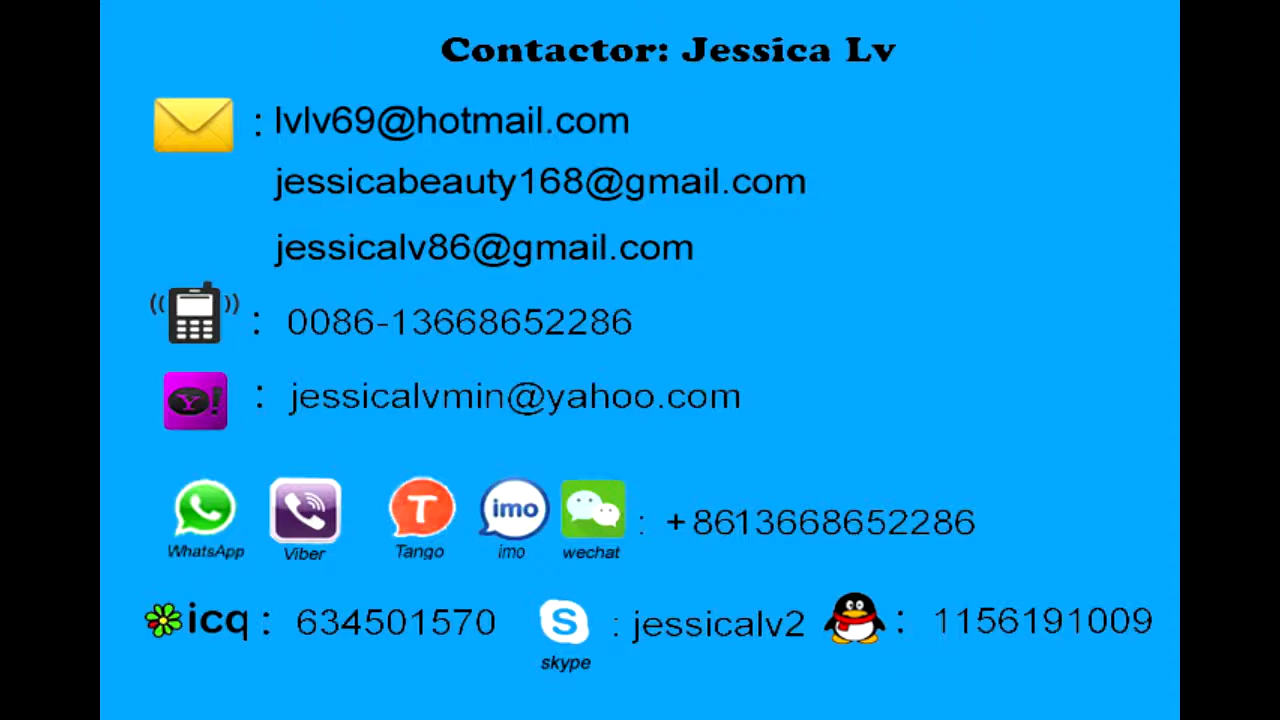 Contactor: Jessica Lv
: lvlv69@hotmail.com
jessicabeauty168@gmail.com
jessicalv86@gmail.com
: 0086-13668652286
Y! : jessicalvmin@yahoo.com
T imo : +8613668652286
WhatsApp Viber Tango imo wechat
icq : 634501570 S : jessicalv2 : 1156191009
skype